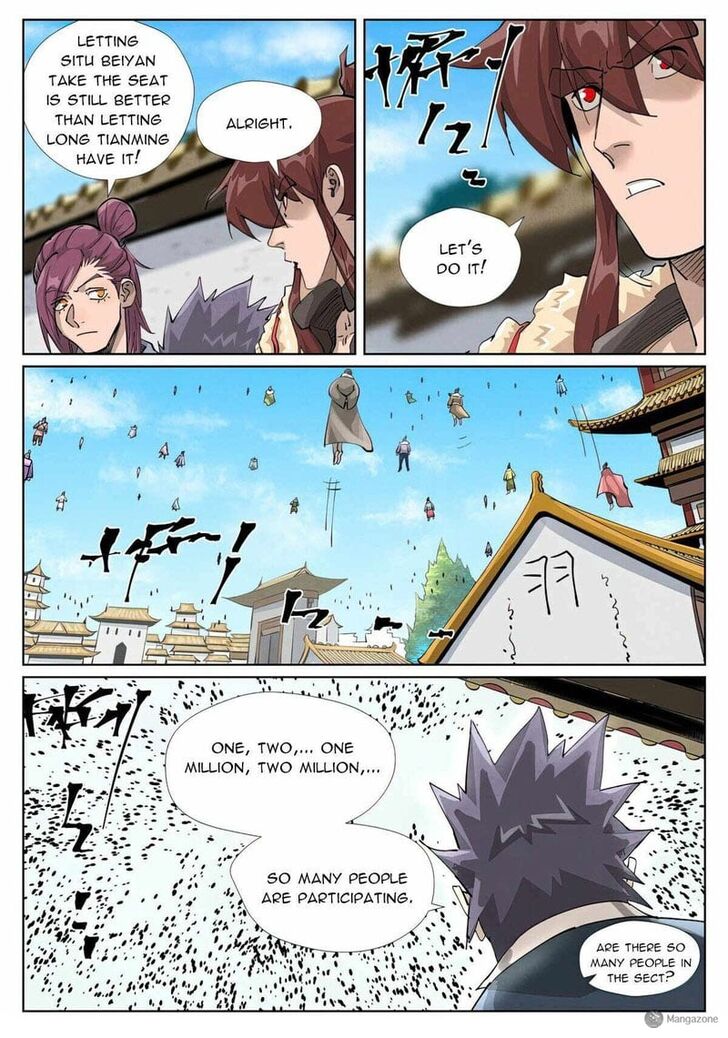 LETTING
SITU BEIYAN
TAKE THE SEAT
IS STILL BETTER
THAN LETTING
LONG TIANMING
HAVE IT!
ALRIGHT.
LET'S
DO IT!
羽
ONE, TWO,... ONE
MILLION, TWO MILLION,...
SO MANY PEOPLE
ARE PARTICIPATING.
ARE THERE SO
MANY PEOPLE IN
THE SECT?
Mangazone